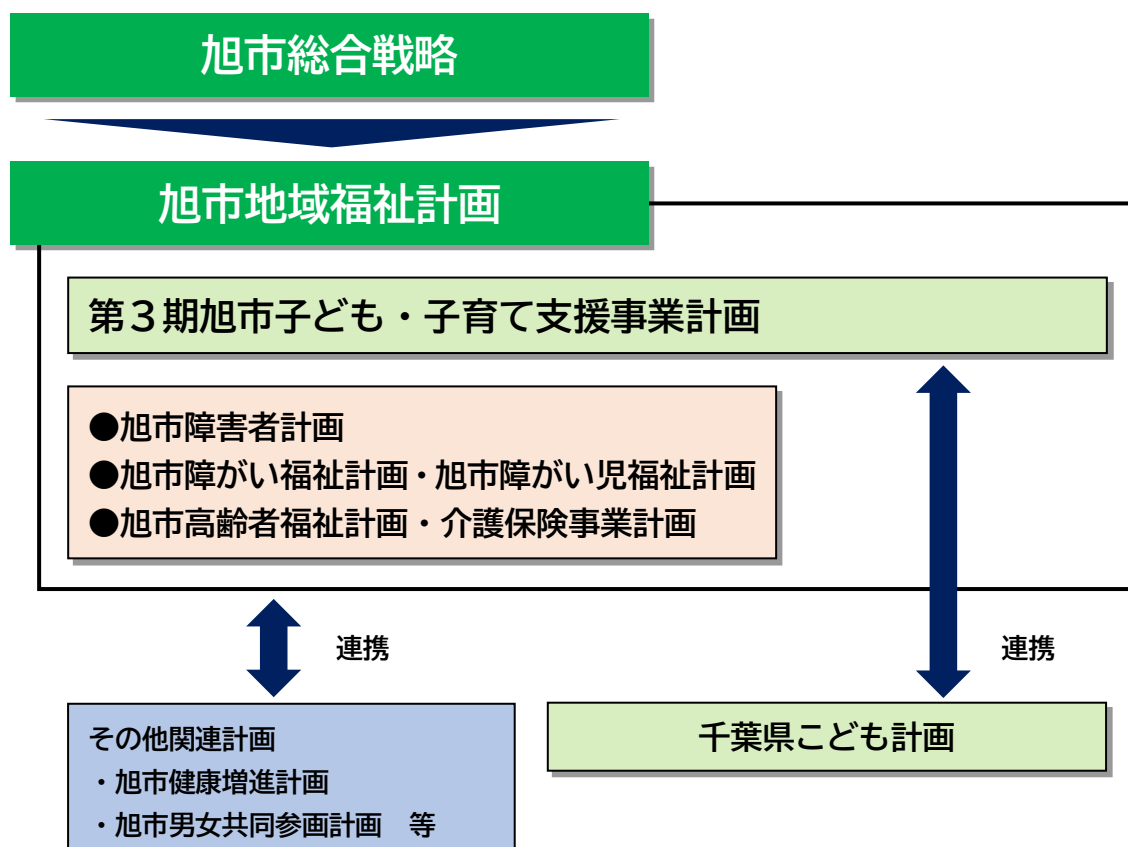 旭市総合戦略
旭市地域福祉計画
第３期旭市子ども・子育て支援事業計画
●旭市障害者計画
●旭市障がい福祉計画・旭市障がい児福祉計画
●旭市高齢者福祉計画・介護保険事業計画
連携
連携
その他関連計画
・旭市健康増進計画
・旭市男女共同参画計画　等
千葉県こども計画